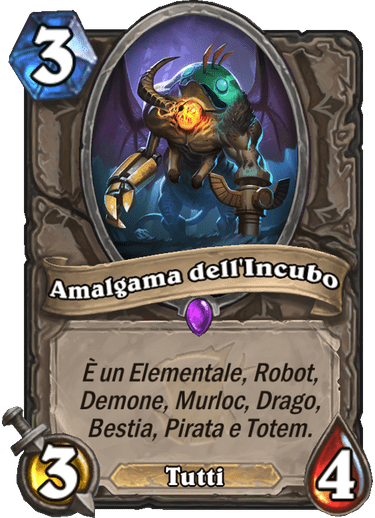 3
Amalgama dell'Incubo
È un Elementale, Robot,
Demone, Murloc, Drago,
Bestia, Pirata e Totem.
3
Tutti
4